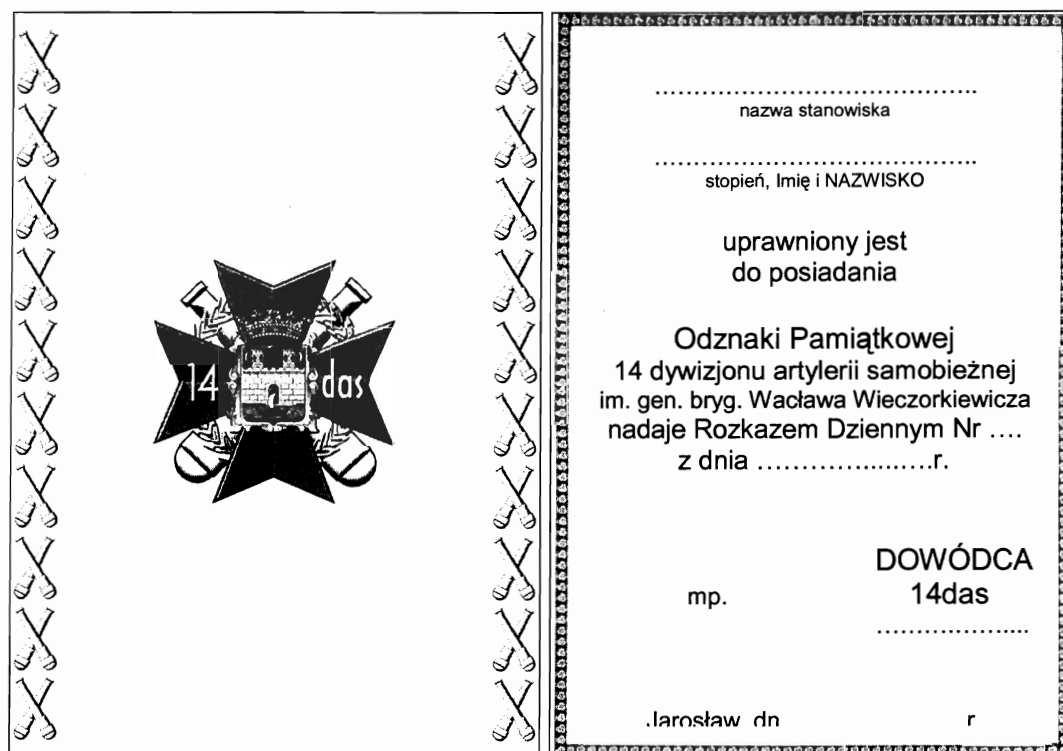 14 das
...........................................
nazwa stanowiska
...........................................
stopień, Imię i NAZWISKO
uprawniony jest
do posiadania
Odznaki Pamiątkowej
14 dywizjonu artylerii samobieżnej
im. gen. bryg. Wacława Wieczorkiewicza
nadaje Rozkazem Dziennym Nr ....
z dnia ........................r.
DOWÓDCA
mp. 14das
....................
Jarosław dn r